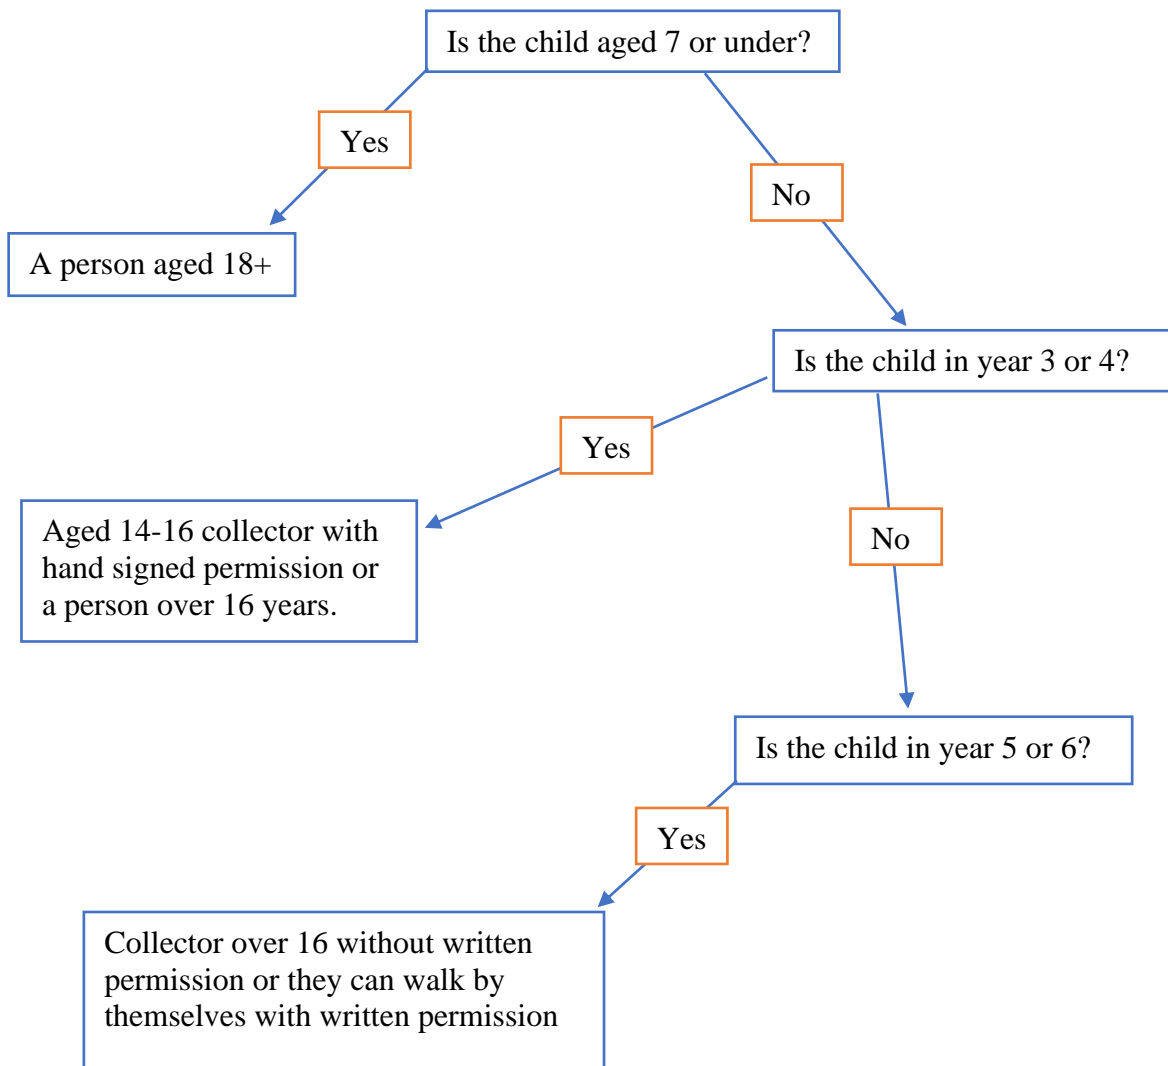 Is the child aged 7 or under?
Yes
No
A person aged 18+
Is the child in year 3 or 4?
Yes
Aged 14-16 collector with
hand signed permission or
a person over 16 years.
No
Is the child in year 5 or 6?
Yes
Collector over 16 without written
permission or they can walk by
themselves with written permission